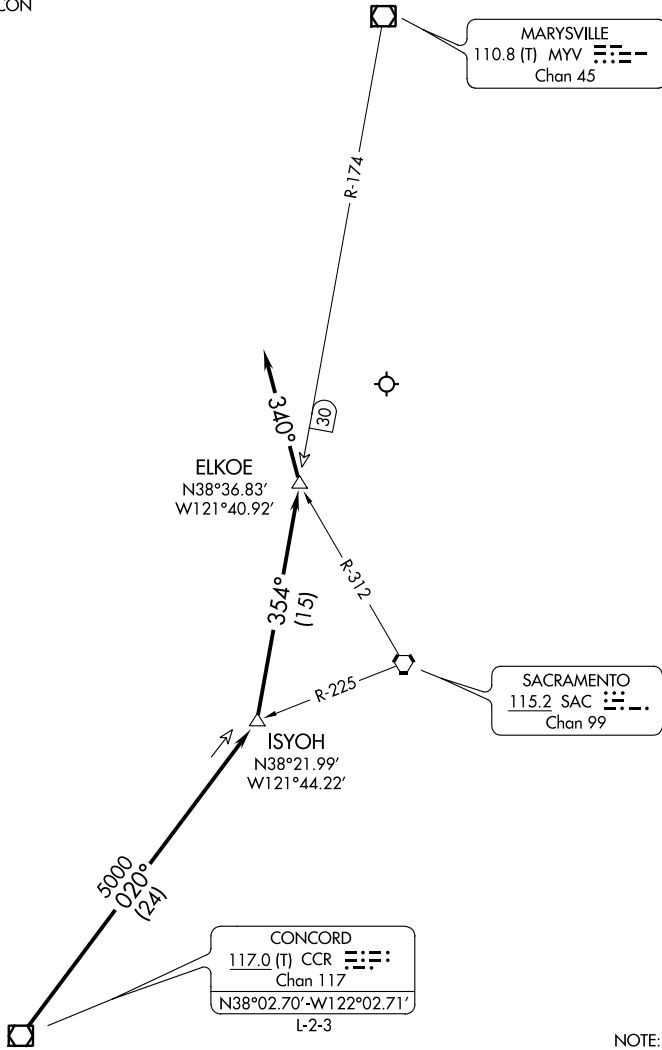 CON
MARYSVILLE
110.8 (T) MYV
Chan 45
R-174
30
340°
ELKOE
N38°36.83'
W121°40.92'
R-312
354°
(15)
R-225
SACRAMENTO
115.2 SAC
Chan 99
ISYOH
N38°21.99'
W121°44.22'
5000
020°
(24)
CONCORD
117.0 (T) CCR
Chan 117
N38°02.70'-W122°02.71'
L-2-3
NOTE: